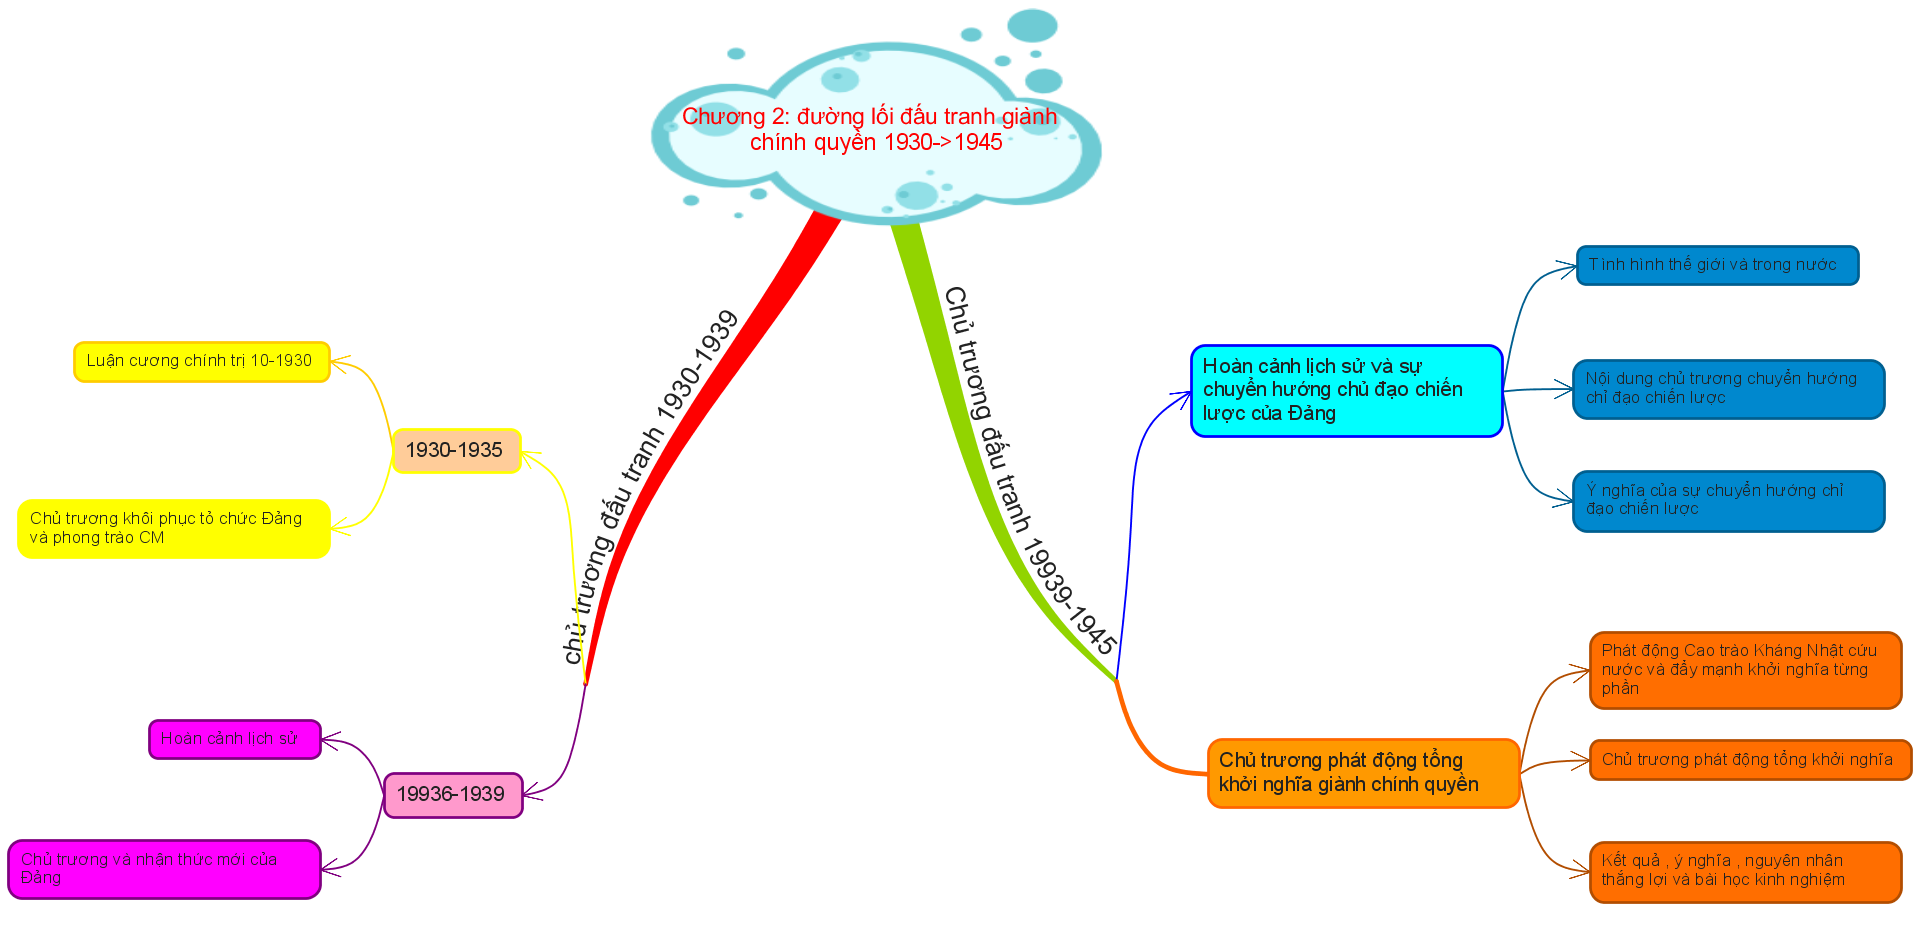 Chương 2: đường lối đấu tranh giành
chính quyền 1930->1945
chủ trương đấu tranh 1930-1939
1930-1935
Luận cương chính trị 10-1930
Chủ trương khôi phục tỏ chức Đảng
và phong trào CM
19936-1939
Hoàn cảnh lịch sử
Chủ trương và nhận thức mới của
Đảng
Chủ trương đấu tranh 19939-1945
Hoàn cảnh lịch sử và sự
chuyển hướng chủ đạo chiến
lược của Đảng
Tình hình thế giới và trong nước
Nội dung chủ trương chuyển hướng
chỉ đạo chiến lược
Ý nghĩa của sự chuyển hướng chỉ
đạo chiến lược
Chủ trương phát động tổng
khởi nghĩa giành chính quyền
Phát động Cao trào Kháng Nhật cứu
nước và đẩy mạnh khởi nghĩa từng
phần
Chủ trương phát động tổng khởi nghĩa
Kết quả , ý nghĩa , nguyên nhân
thắng lợi và bài học kinh nghiệm